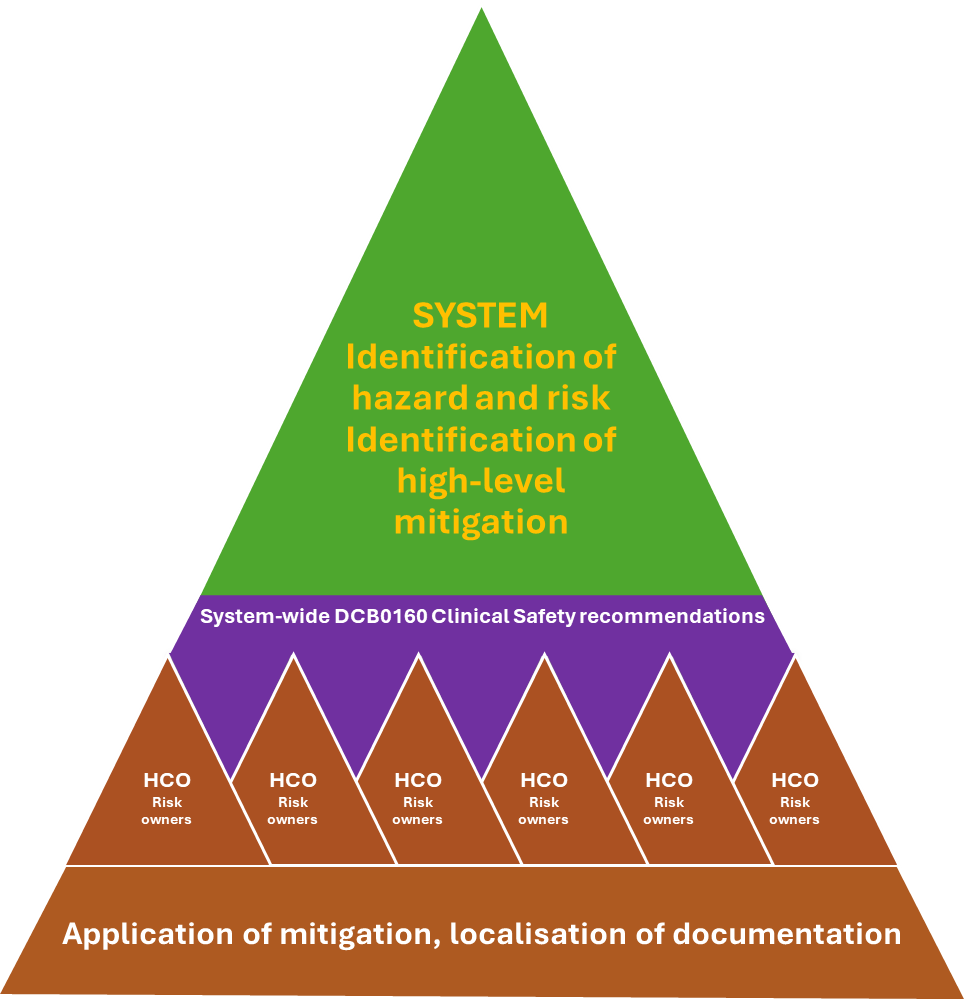 SYSTEM
Identification of
hazard and risk
Identification of
high-level
mitigation
System-wide DCB0160 Clinical Safety recommendations
HCO
Risk
owners
HCO
Risk
owners
HCO
Risk
owners
HCO
Risk
owners
HCO
Risk
owners
HCO
Risk
owners
Application of mitigation, localisation of documentation